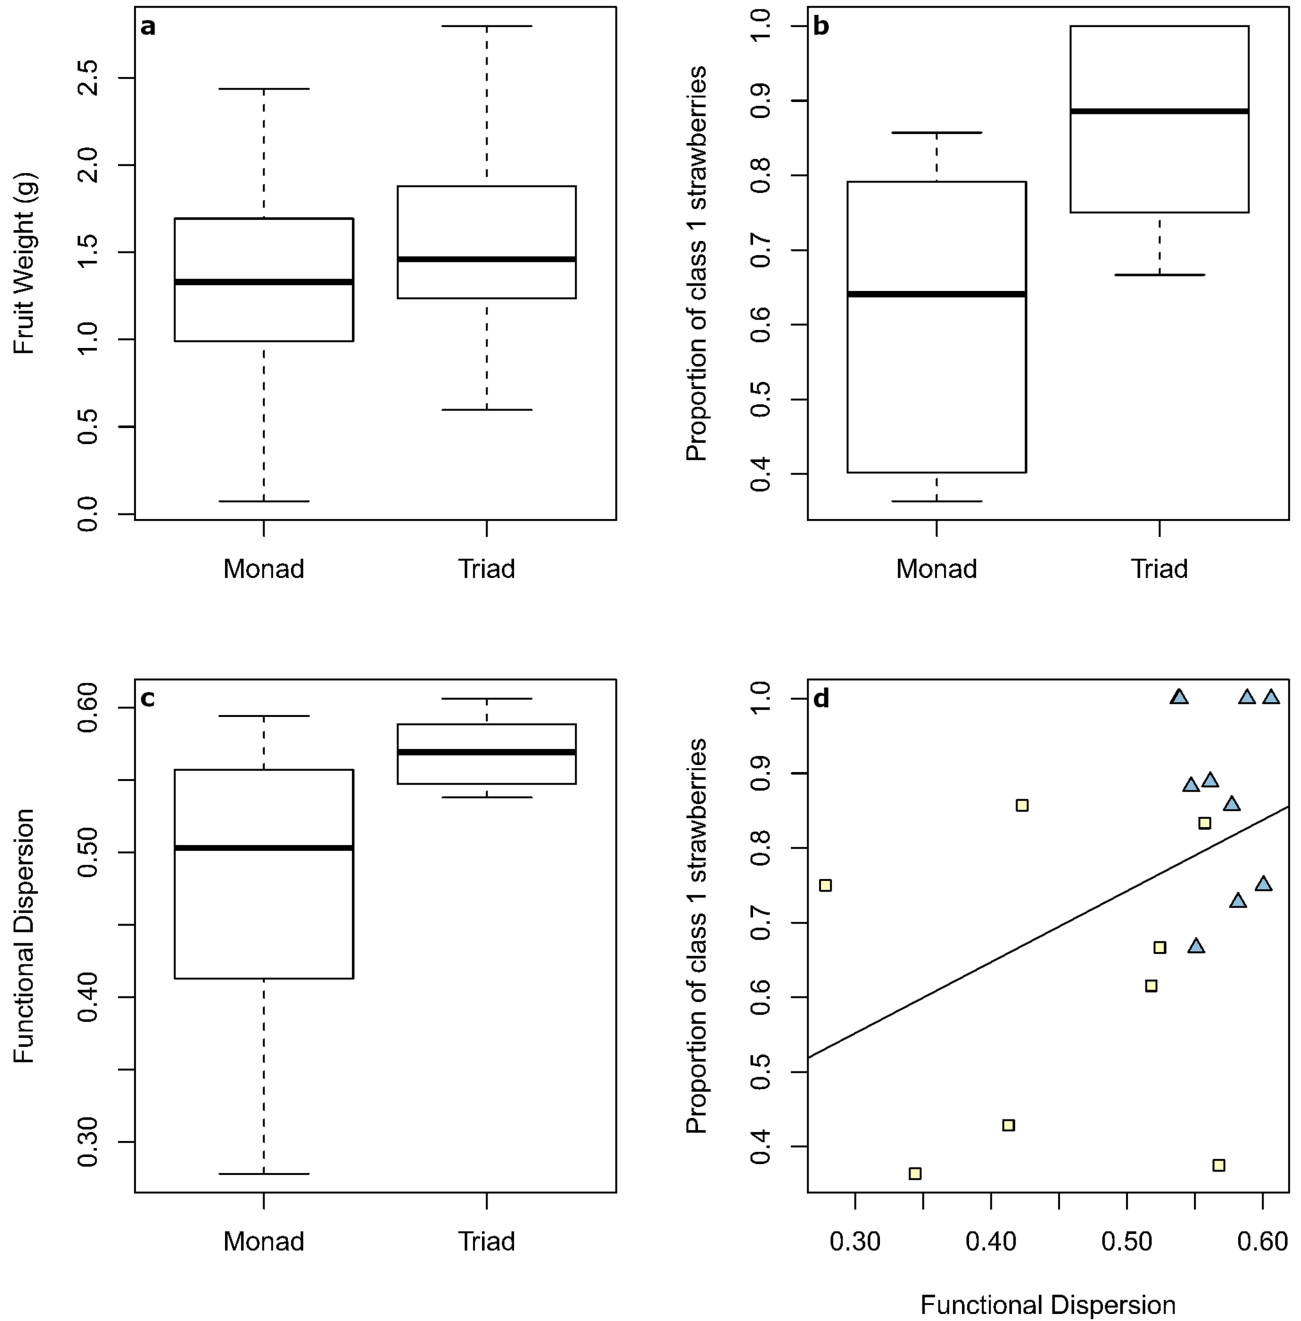 a
Fruit Weight (g)
2.5
2.0
1.5
1.0
0.5
0.0
Monad Triad
b
Proportion of class 1 strawberries
1.0
0.9
0.8
0.7
0.6
0.5
0.4
Monad Triad
c
Functional Dispersion
0.60
0.50
0.40
0.30
Monad Triad
d
Proportion of class 1 strawberries
1.0
0.9
0.8
0.7
0.6
0.5
0.4
0.30 0.40 0.50 0.60
Functional Dispersion